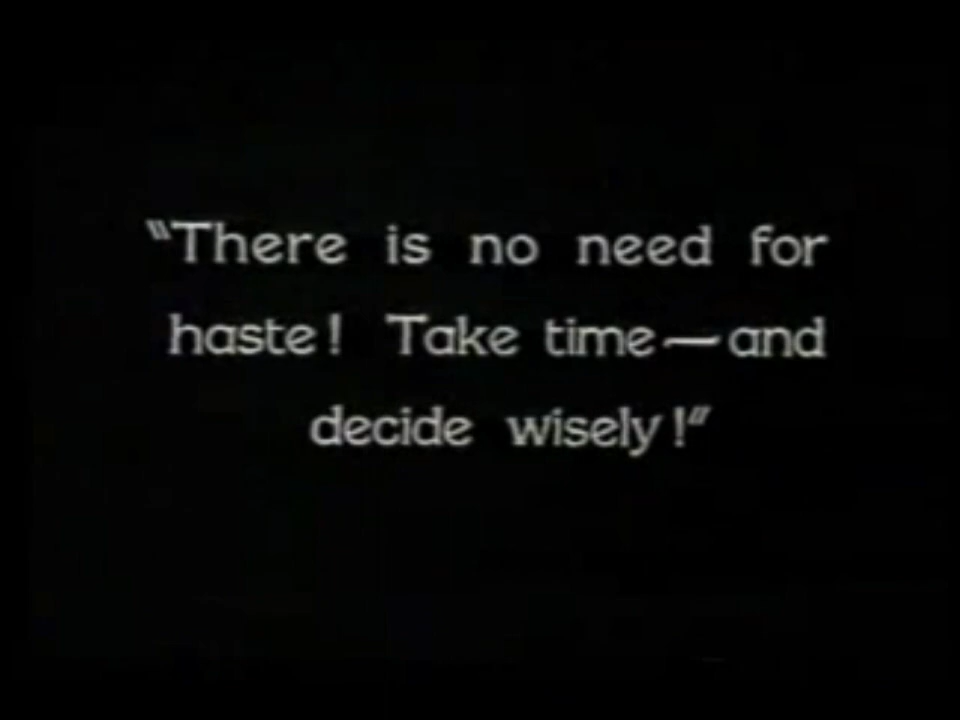 "There is no need for
haste! Take time—and
decide wisely!"